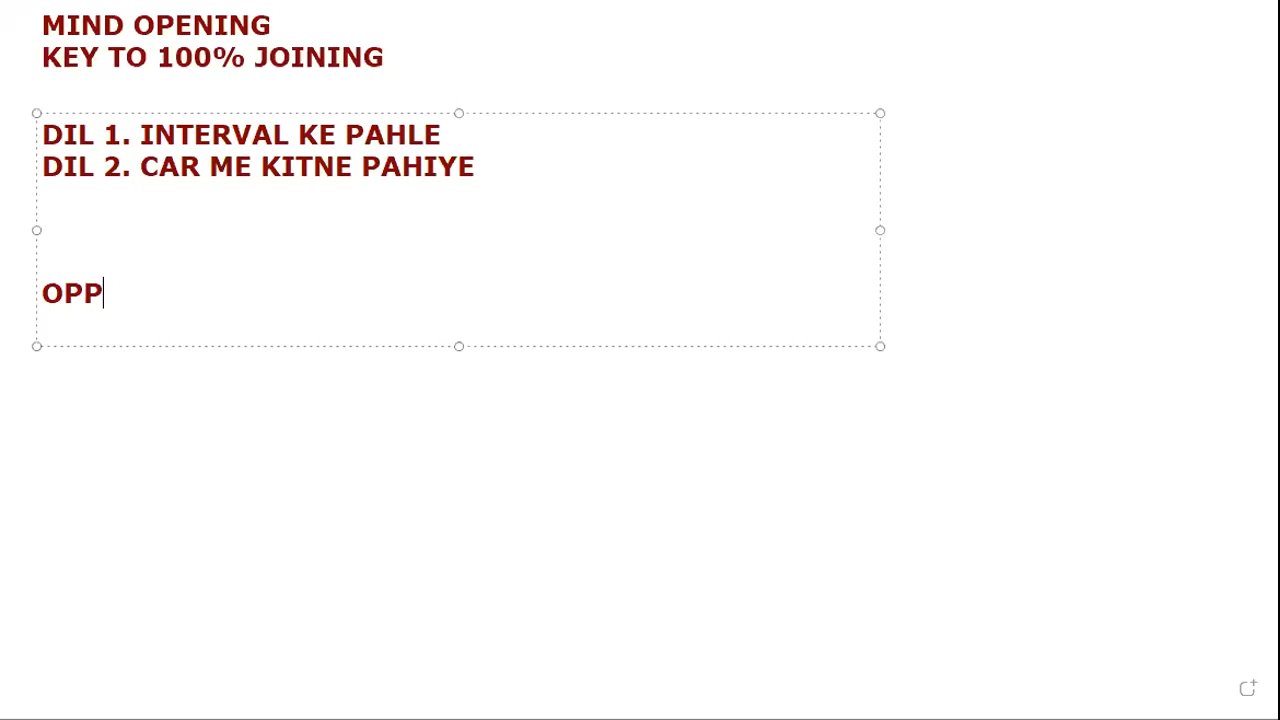 MIND OPENING
KEY TO 100% JOINING
DIL 1. INTERVAL KE PAHLE
DIL 2. CAR ME KITNE PAHIYE
OPP